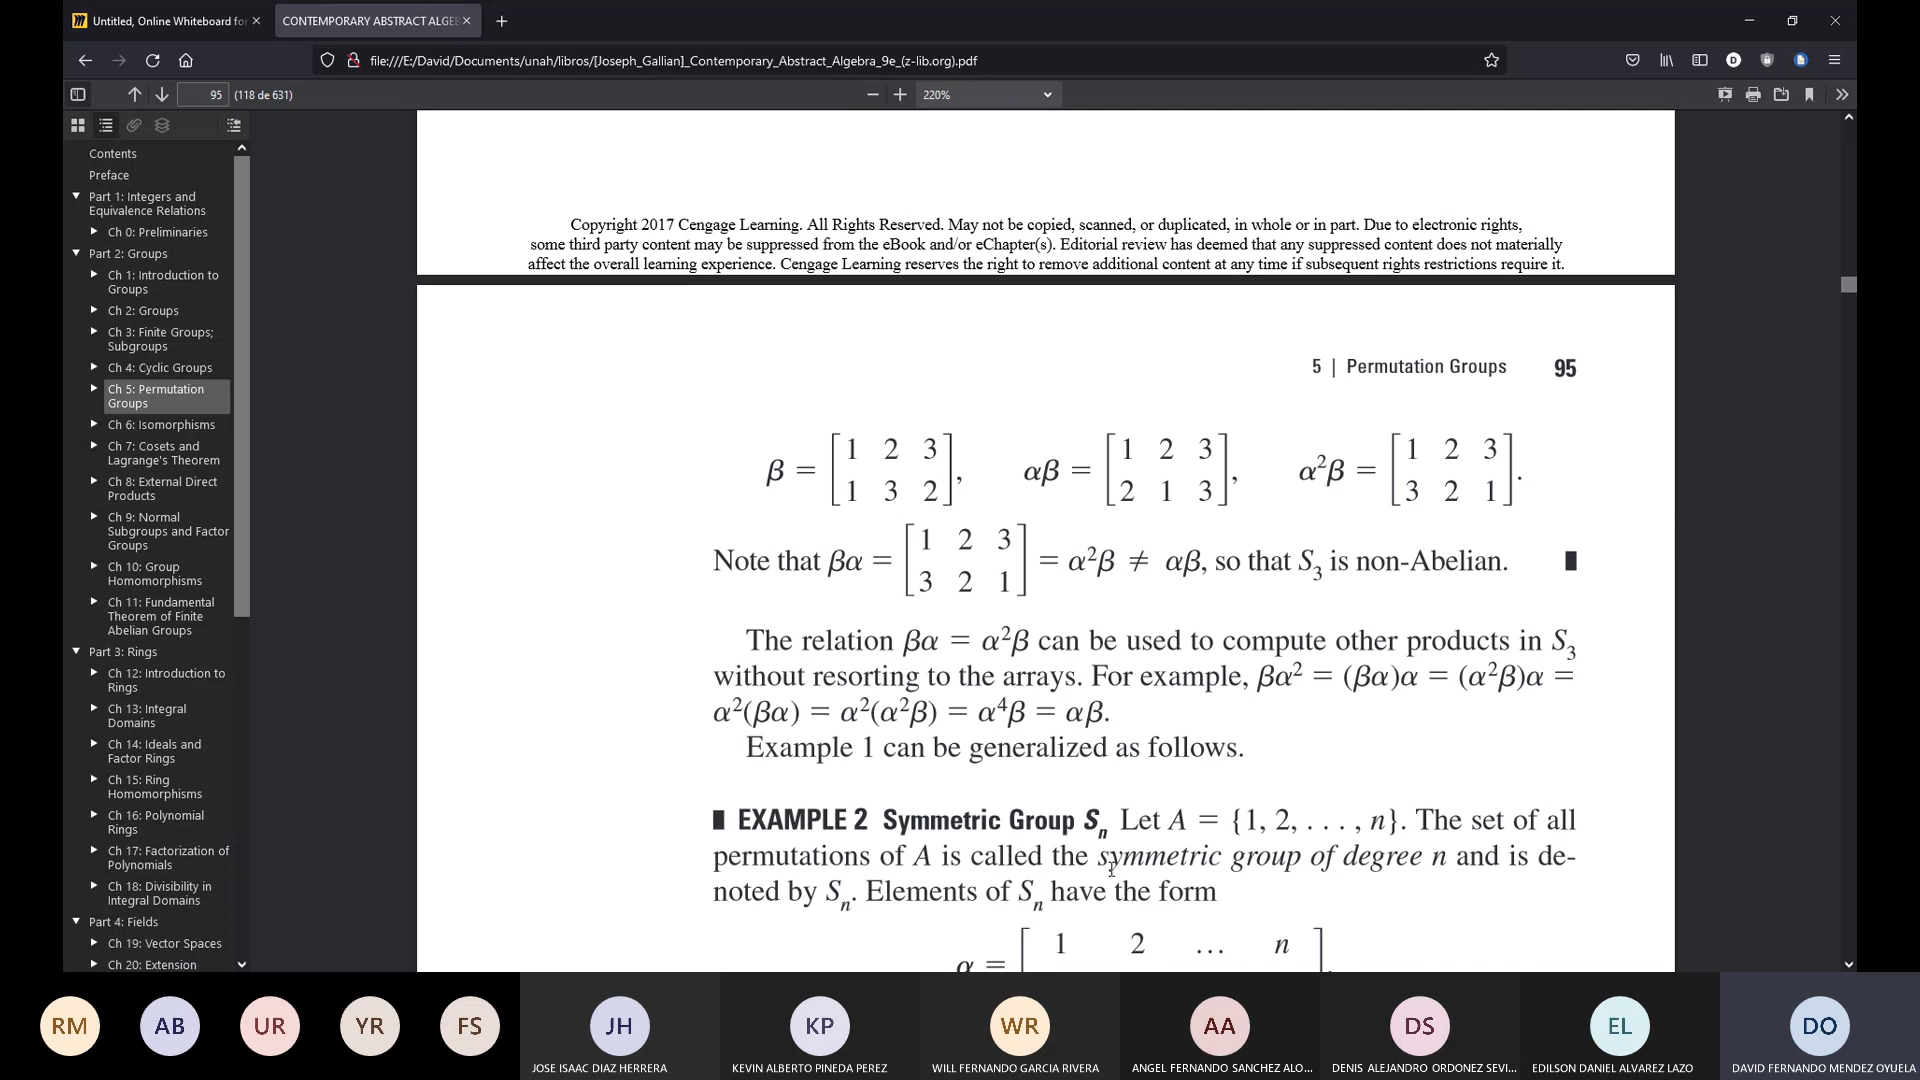 Untitled, Online Whiteboard for
CONTEMPORARY ABSTRACT ALGEB
file:///E:/David/Documents/unah/libros/[Joseph_Gallian]_Contemporary_Abstract_Algebra_9e_(z-lib.org).pdf
95 (118 de 631)
220%
Contents
Preface
Part 1: Integers and
Equivalence Relations
Ch 0: Preliminaries
Part 2: Groups
Ch 1: Introduction to
Groups
Ch 2: Groups
Ch 3: Finite Groups;
Subgroups
Ch 4: Cyclic Groups
Ch 5: Permutation
Groups
Ch 6: Isomorphisms
Ch 7: Cosets and
Lagrange's Theorem
Ch 8: External Direct
Products
Ch 9: Normal
Subgroups and Factor
Groups
Ch 10: Group
Homomorphisms
Ch 11: Fundamental
Theorem of Finite
Abelian Groups
Part 3: Rings
Ch 12: Introduction to
Rings
Ch 13: Integral
Domains
Ch 14: Ideals and
Factor Rings
Ch 15: Ring
Homomorphisms
Ch 16: Polynomial
Rings
Ch 17: Factorization of
Polynomials
Ch 18: Divisibility in
Integral Domains
Part 4: Fields
Ch 19: Vector Spaces
Ch 20: Extension
Copyright 2017 Cengage Learning. All Rights Reserved. May not be copied, scanned, or duplicated, in whole or in part. Due to electronic rights,
some third party content may be suppressed from the eBook and/or eChapter(s). Editorial review has deemed that any suppressed content does not materially
affect the overall learning experience. Cengage Learning reserves the right to remove additional content at any time if subsequent rights restrictions require it.
5 | Permutation Groups 95
β = [1 2 3
1 3 2], αβ = [1 2 3
2 1 3], α²β = [1 2 3
3 2 1].
Note that βα = [1 2 3
3 2 1] = α²β ≠ αβ, so that S₃ is non-Abelian.
The relation βα = α²β can be used to compute other products in S₃
without resorting to the arrays. For example, βα² = (βα)α = (α²β)α =
α²(βα) = α²(α²β) = α⁴β = αβ.
Example 1 can be generalized as follows.
EXAMPLE 2 Symmetric Group Sₙ Let A = {1, 2, . . . , n}. The set of all
permutations of A is called the symmetric group of degree n and is de-
noted by Sₙ. Elements of Sₙ have the form
α = [1 2 … n].
RM AB UR YR FS JH KP WR AA DS EL DO
JOSE ISAAC DIAZ HERRERA
KEVIN ALBERTO PINEDA PEREZ
WILL FERNANDO GARCIA RIVERA
ANGEL FERNANDO SANCHEZ ALO...
DENIS ALEJANDRO ORDONEZ SEVI...
EDILSON DANIEL ALVAREZ LAZO
DAVID FERNANDO MENDEZ OYUELA